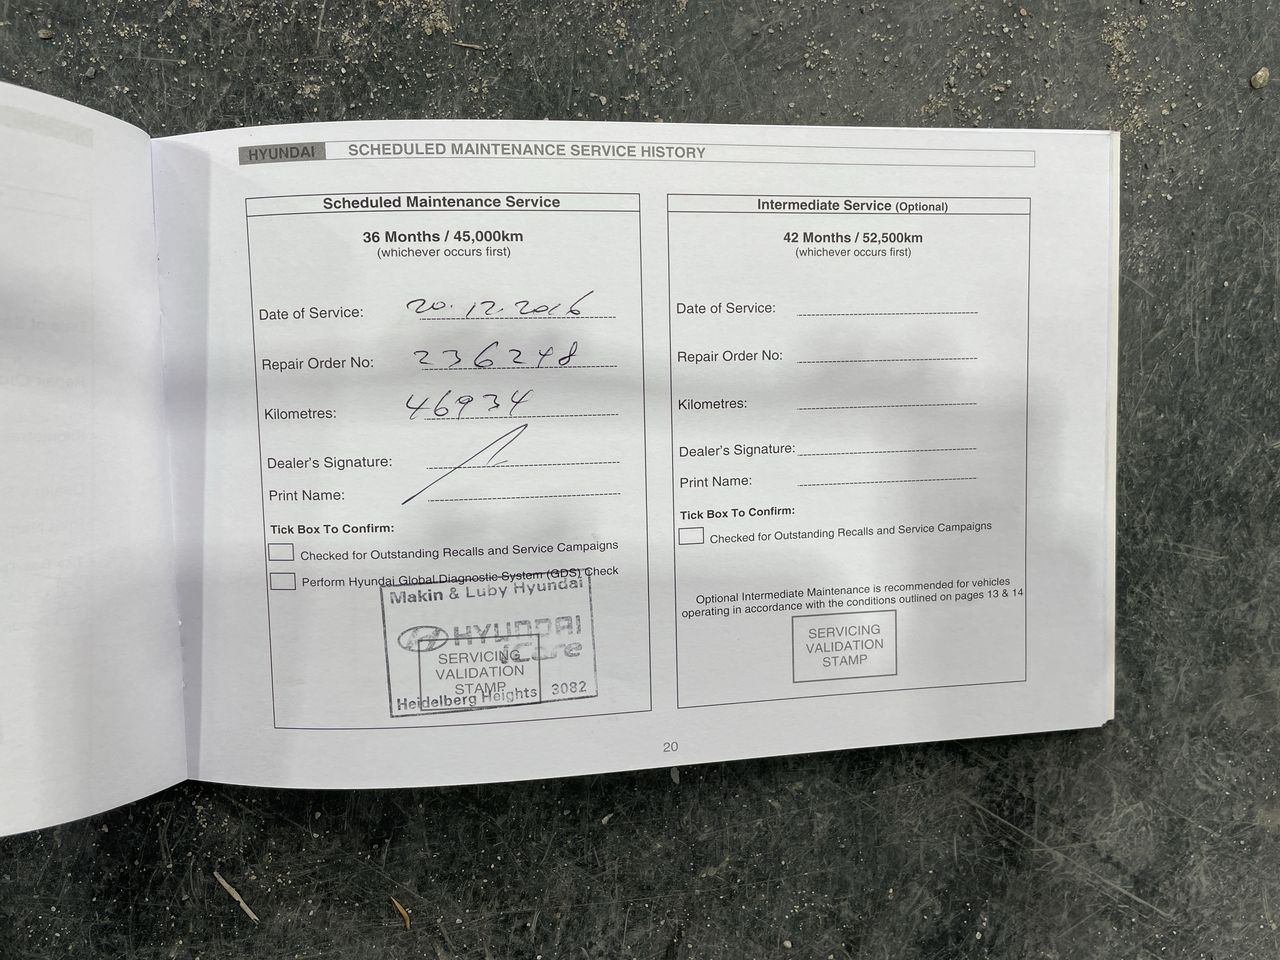 HYUNDAI SCHEDULED MAINTENANCE SERVICE HISTORY
Scheduled Maintenance Service
36 Months / 45,000km
(whichever occurs first)
Date of Service: 20.12.2016
Repair Order No: 236248
Kilometres: 46934
Dealer's Signature:
Print Name:
Tick Box To Confirm:
Checked for Outstanding Recalls and Service Campaigns
Perform Hyundai Global Diagnostic System (GDS) Check
Makin & Luby Hyundai
HYUNDAI
iCare
SERVICING
VALIDATION
STAMP
Heidelberg Heights 3082
Intermediate Service (Optional)
42 Months / 52,500km
(whichever occurs first)
Date of Service:
Repair Order No:
Kilometres:
Dealer's Signature:
Print Name:
Tick Box To Confirm:
Checked for Outstanding Recalls and Service Campaigns
Optional Intermediate Maintenance is recommended for vehicles
operating in accordance with the conditions outlined on pages 13 & 14
SERVICING
VALIDATION
STAMP
20